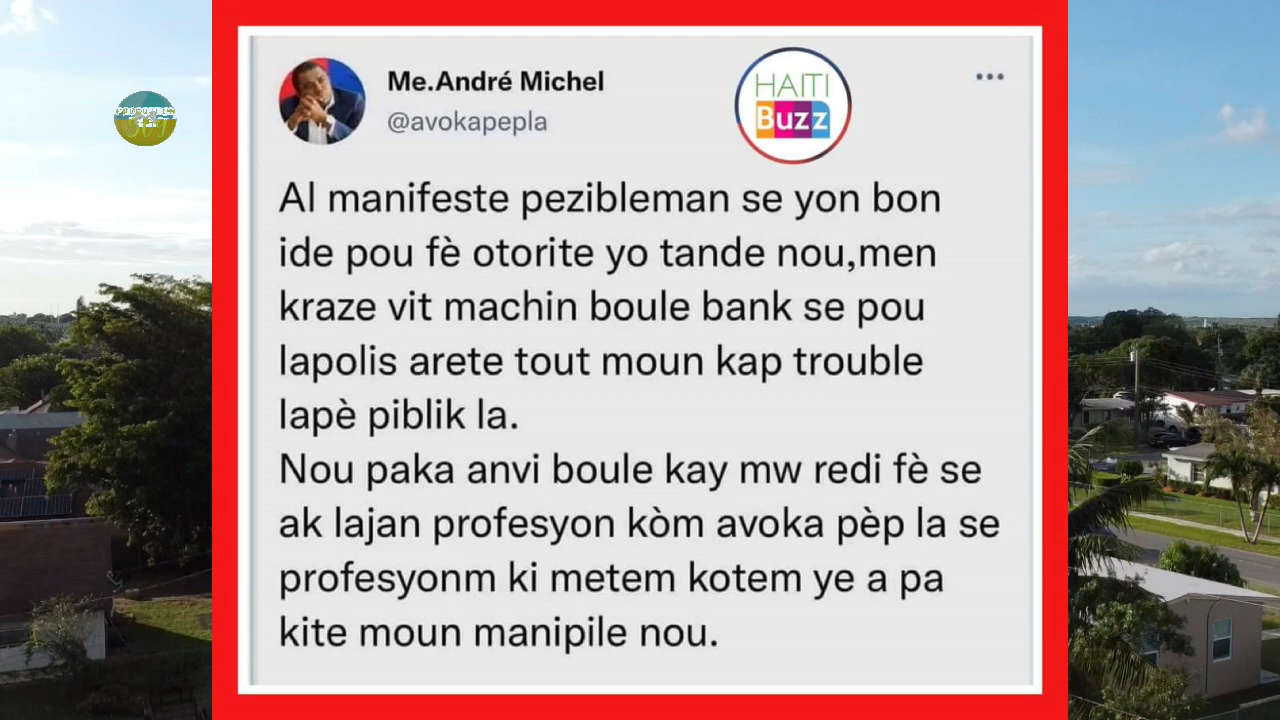 Me.André Michel
@avokapepla
HAITI
Buzz
Al manifeste pezibleman se yon bon
ide pou fè otorite yo tande nou,men
kraze vit machin boule bank se pou
lapolis arete tout moun kap trouble
lapè piblik la.
Nou paka anvi boule kay mw redi fè se
ak lajan profesyon kòm avoka pèp la se
profesyonm ki metem kotem ye a pa
kite moun manipile nou.